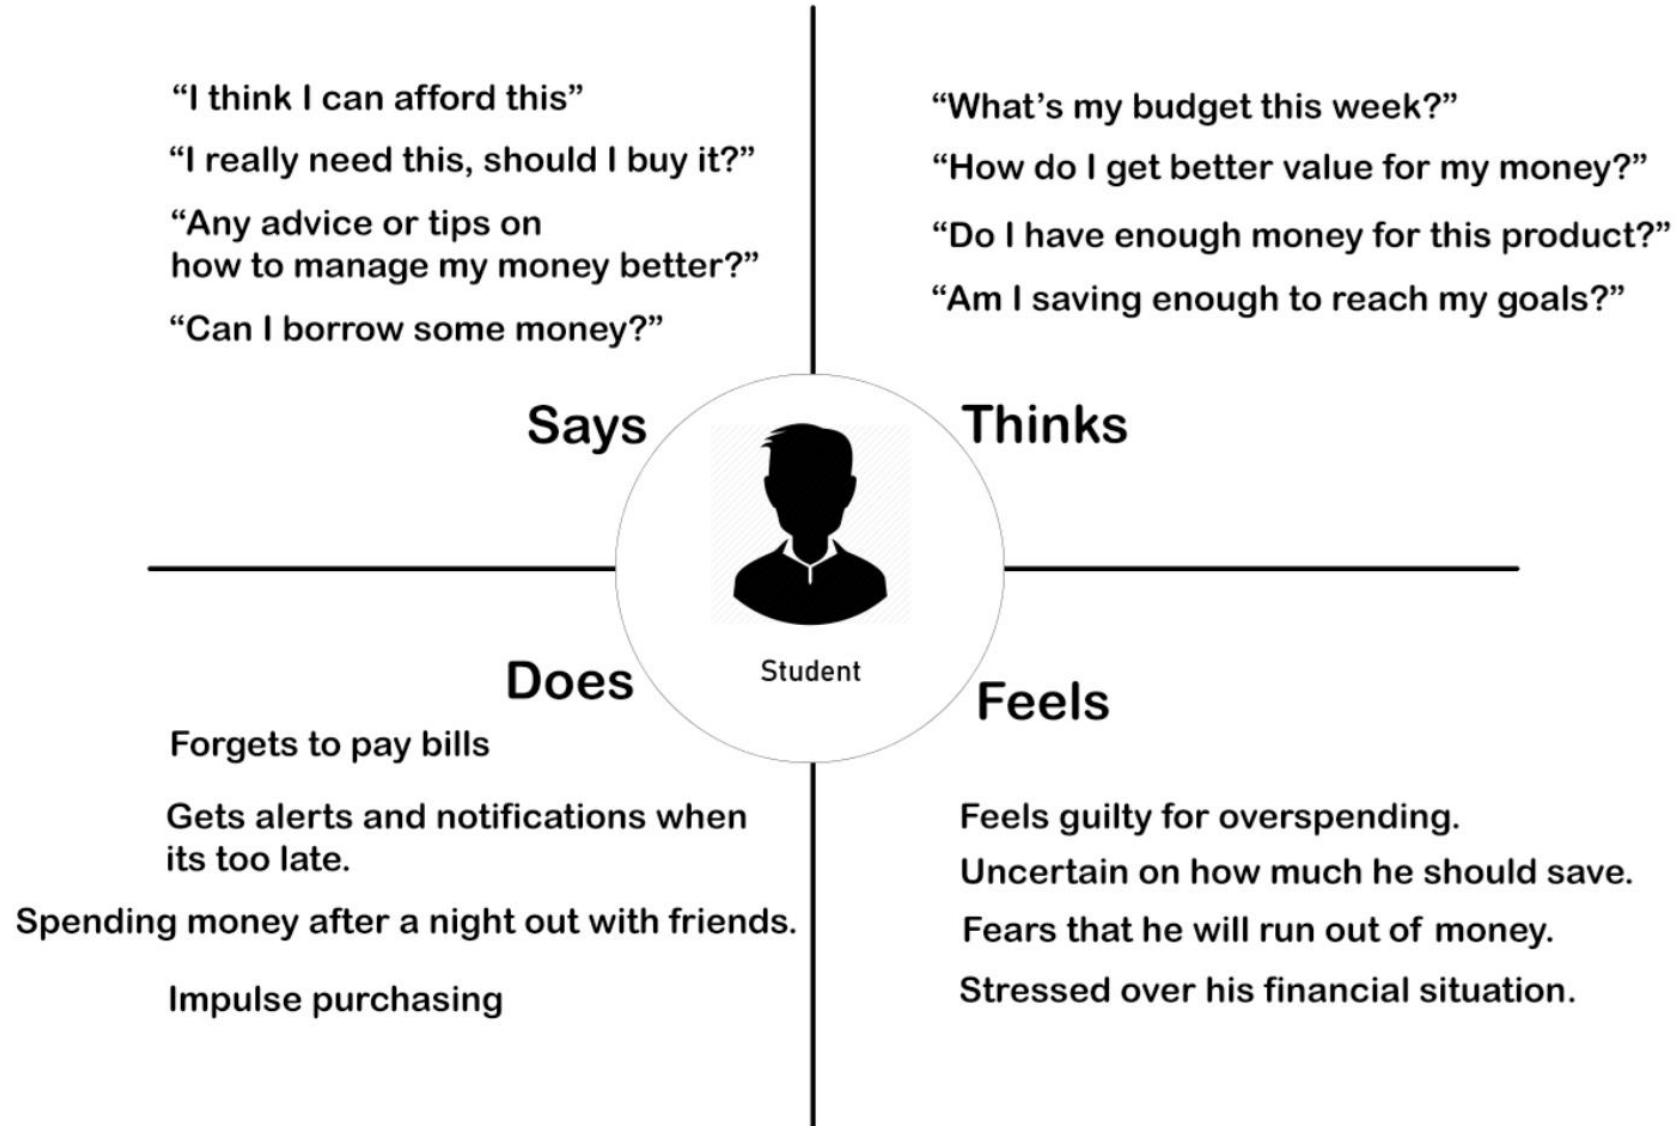 “I think I can afford this”
“I really need this, should I buy it?”
“Any advice or tips on
how to manage my money better?”
“Can I borrow some money?”
Says
“What’s my budget this week?”
“How do I get better value for my money?”
“Do I have enough money for this product?”
“Am I saving enough to reach my goals?”
Thinks
Student
Does
Forgets to pay bills
Gets alerts and notifications when
its too late.
Spending money after a night out with friends.
Impulse purchasing
Feels
Feels guilty for overspending.
Uncertain on how much he should save.
Fears that he will run out of money.
Stressed over his financial situation.